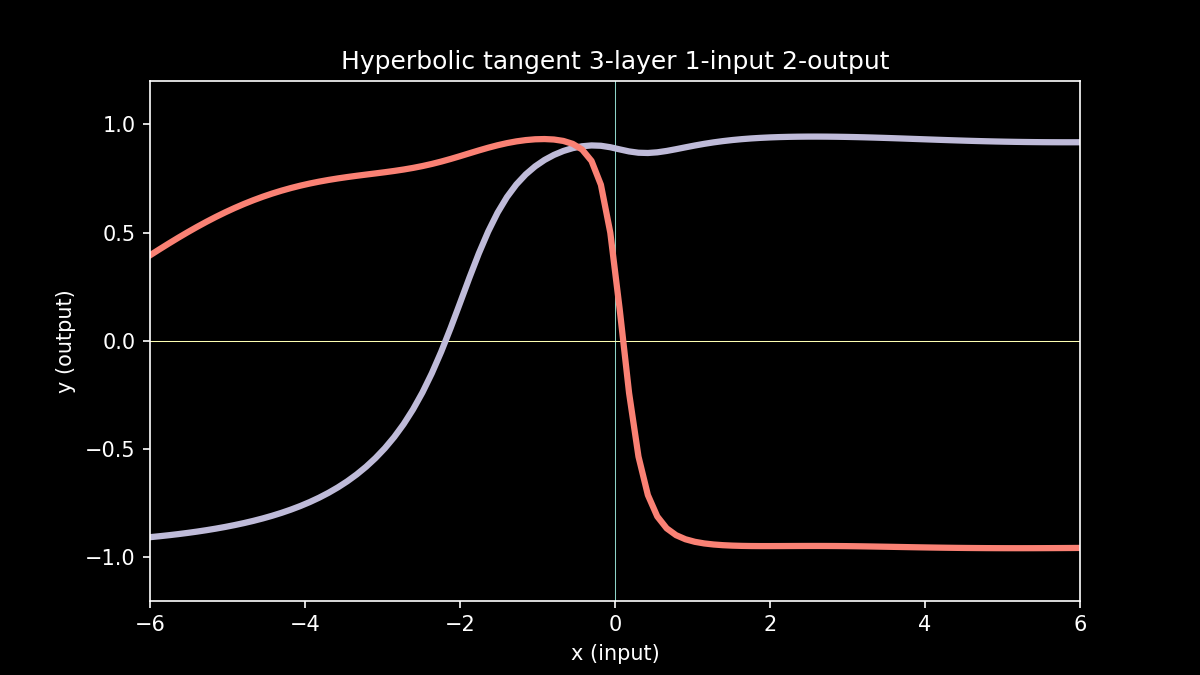 Hyperbolic tangent 3-layer 1-input 2-output
1.0
0.5
0.0
−0.5
−1.0
y (output)
−6 −4 −2 0 2 4 6
x (input)